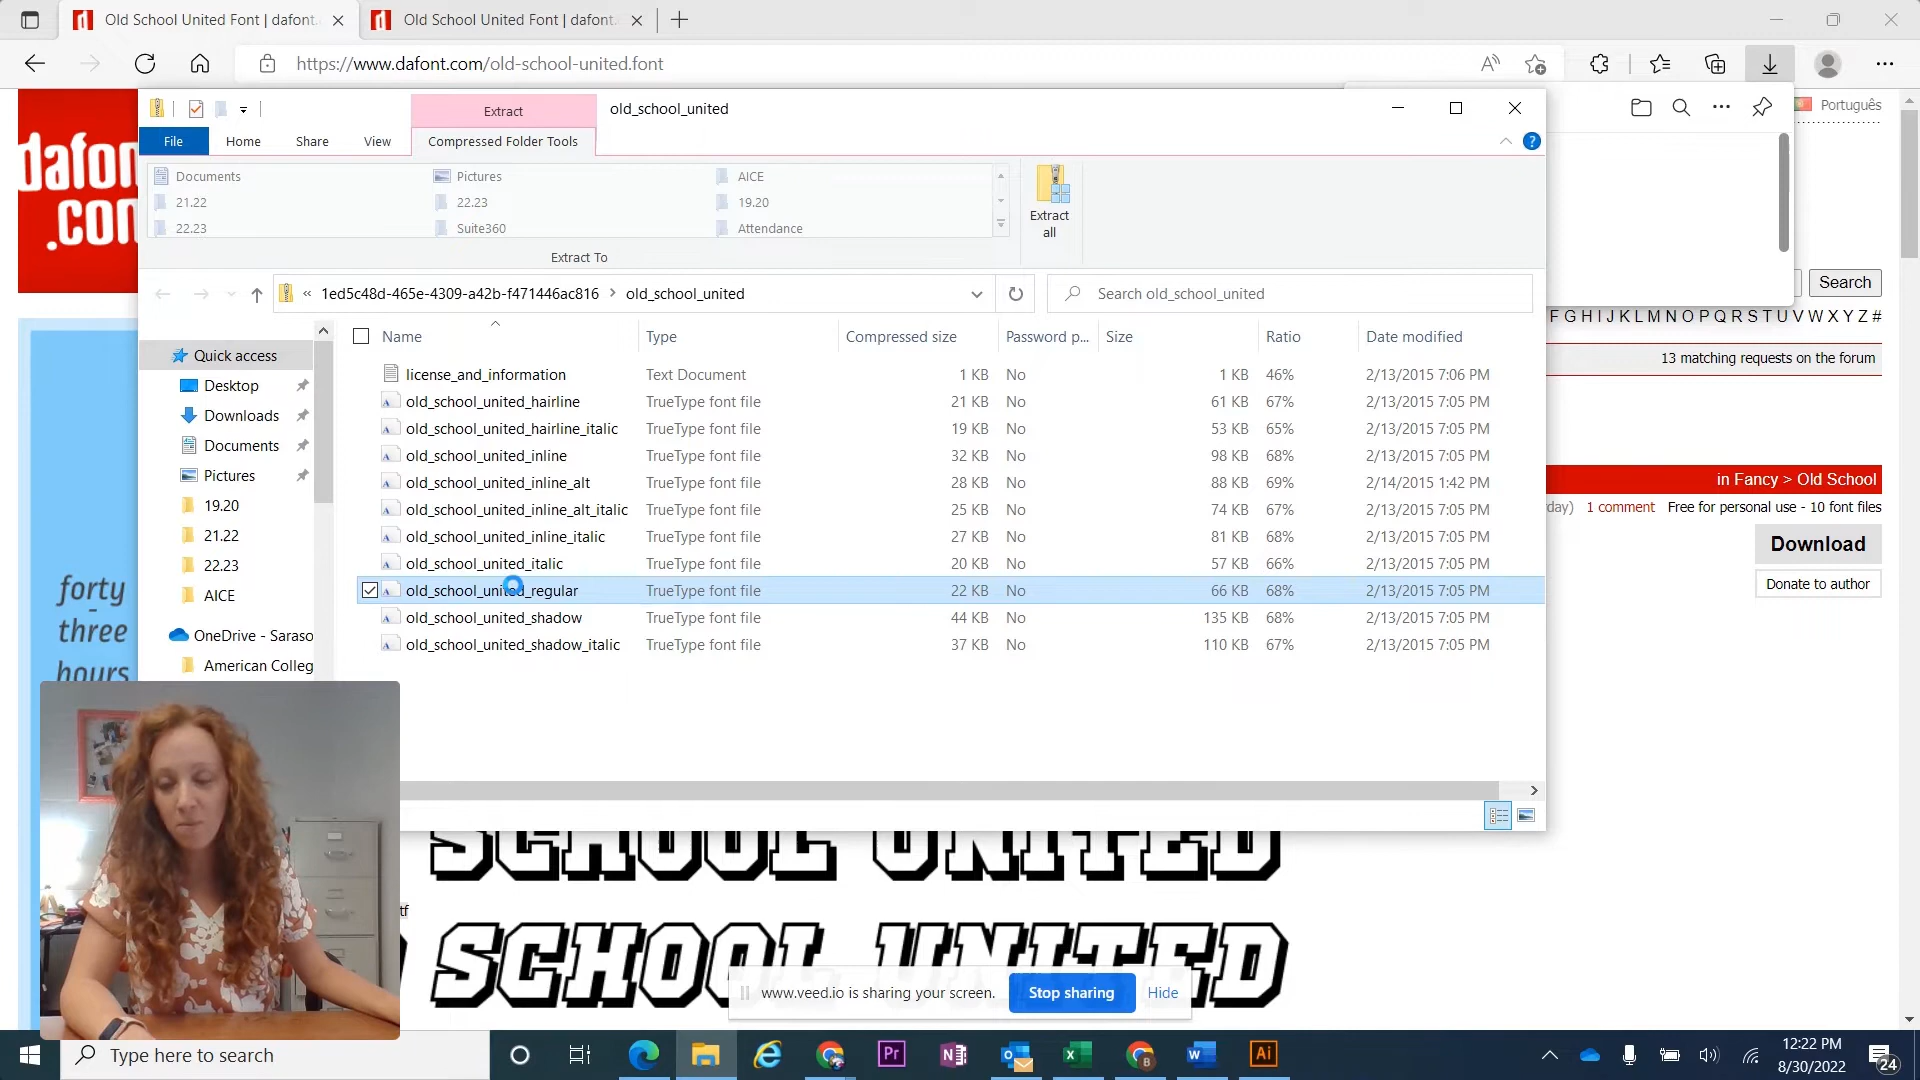 Old School United Font | dafont.
Old School United Font | dafont.
https://www.dafont.com/old-school-united.font
dafont
.com
Extract
old_school_united
Português
File
Home
Share
View
Compressed Folder Tools
Documents
Pictures
AICE
21.22
22.23
19.20
22.23
Suite360
Attendance
Extract
all
Extract To
1ed5c48d-465e-4309-a42b-f471446ac816
old_school_united
Search old_school_united
Search
F G H I J K L M N O P Q R S T U V W X Y Z #
Name
Type
Compressed size
Password p...
Size
Ratio
Date modified
13 matching requests on the forum
Quick access
Desktop
Downloads
Documents
Pictures
19.20
21.22
22.23
AICE
OneDrive - Saraso
American Colleg
license_and_information Text Document 1 KB No 1 KB 46% 2/13/2015 7:06 PM
old_school_united_hairline TrueType font file 21 KB No 61 KB 67% 2/13/2015 7:05 PM
old_school_united_hairline_italic TrueType font file 19 KB No 53 KB 65% 2/13/2015 7:05 PM
old_school_united_inline TrueType font file 32 KB No 98 KB 68% 2/13/2015 7:05 PM
old_school_united_inline_alt TrueType font file 28 KB No 88 KB 69% 2/14/2015 1:42 PM
old_school_united_inline_alt_italic TrueType font file 25 KB No 74 KB 67% 2/13/2015 7:05 PM
old_school_united_inline_italic TrueType font file 27 KB No 81 KB 68% 2/13/2015 7:05 PM
old_school_united_italic TrueType font file 20 KB No 57 KB 66% 2/13/2015 7:05 PM
old_school_united_regular TrueType font file 22 KB No 66 KB 68% 2/13/2015 7:05 PM
old_school_united_shadow TrueType font file 44 KB No 135 KB 68% 2/13/2015 7:05 PM
old_school_united_shadow_italic TrueType font file 37 KB No 110 KB 67% 2/13/2015 7:05 PM
in Fancy > Old School
day) 1 comment Free for personal use - 10 font files
Download
Donate to author
forty
-
three
hours
SCHOOL UNITED
tf
SCHOOL UNITED
www.veed.io is sharing your screen.
Stop sharing
Hide
Type here to search
12:22 PM
8/30/2022
24